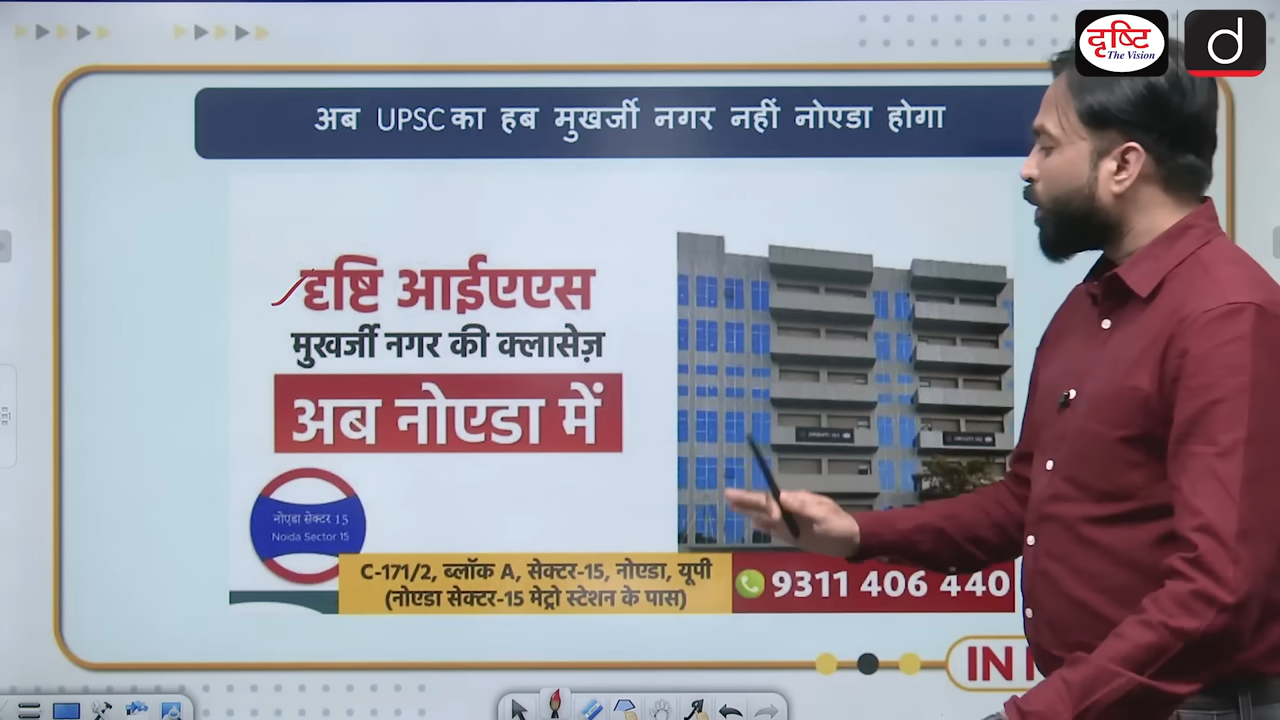 दृष्टि
The Vision
d
अब UPSC का हब मुखर्जी नगर नहीं नोएडा होगा
दृष्टि आईएएस
मुखर्जी नगर की क्लासेज़
अब नोएडा में
नोएडा सेक्टर 15
Noida Sector 15
C-171/2, ब्लॉक A, सेक्टर-15, नोएडा, यूपी
(नोएडा सेक्टर-15 मेट्रो स्टेशन के पास)
9311 406 440
IN